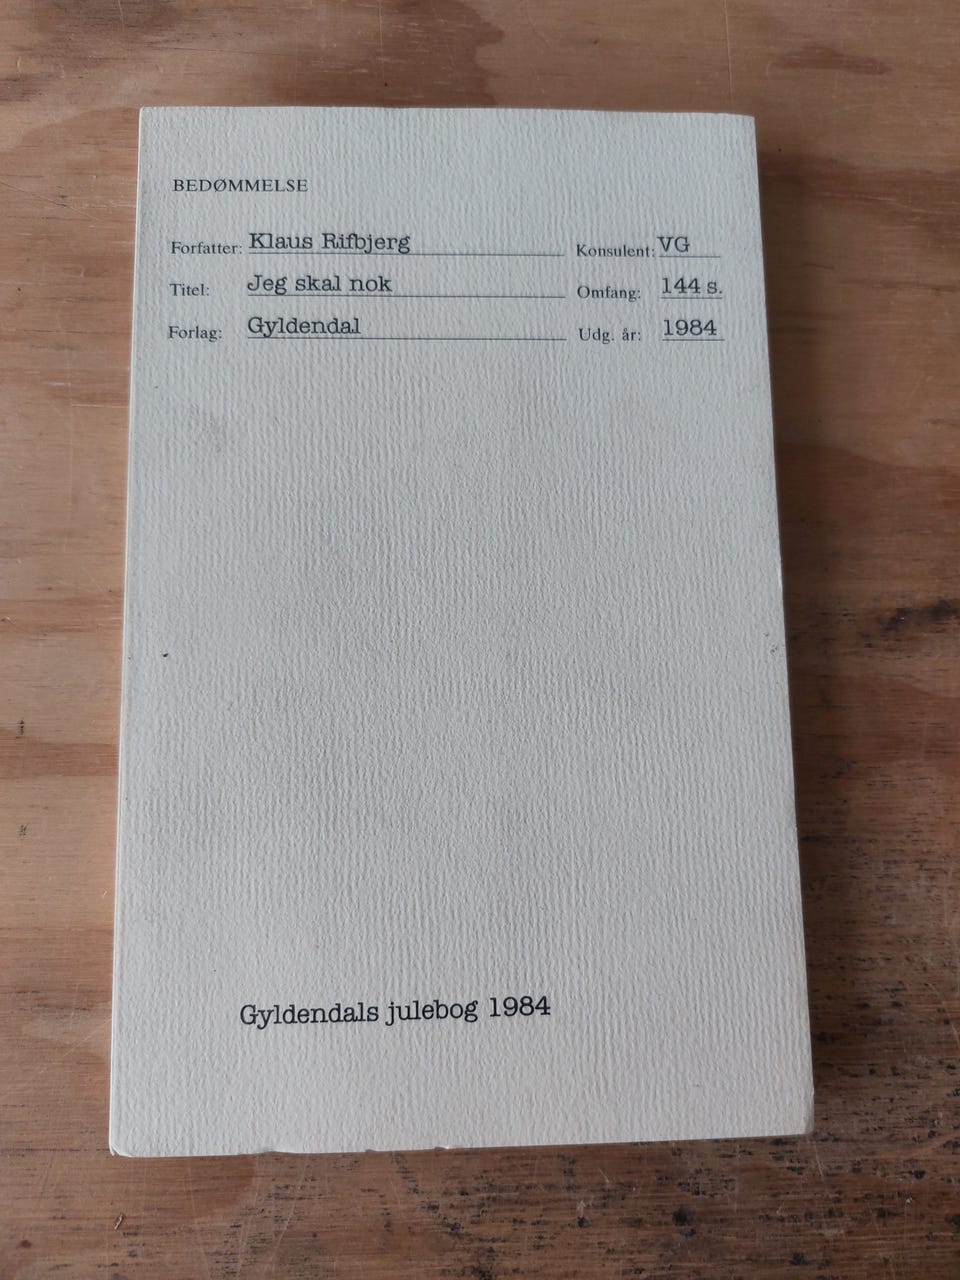 BEDØMMELSE
Forfatter: Klaus Rifbjerg Konsulent: VG
Titel: Jeg skal nok Omfang: 144 s.
Forlag: Gyldendal Udg. år: 1984
Gyldendals julebog 1984